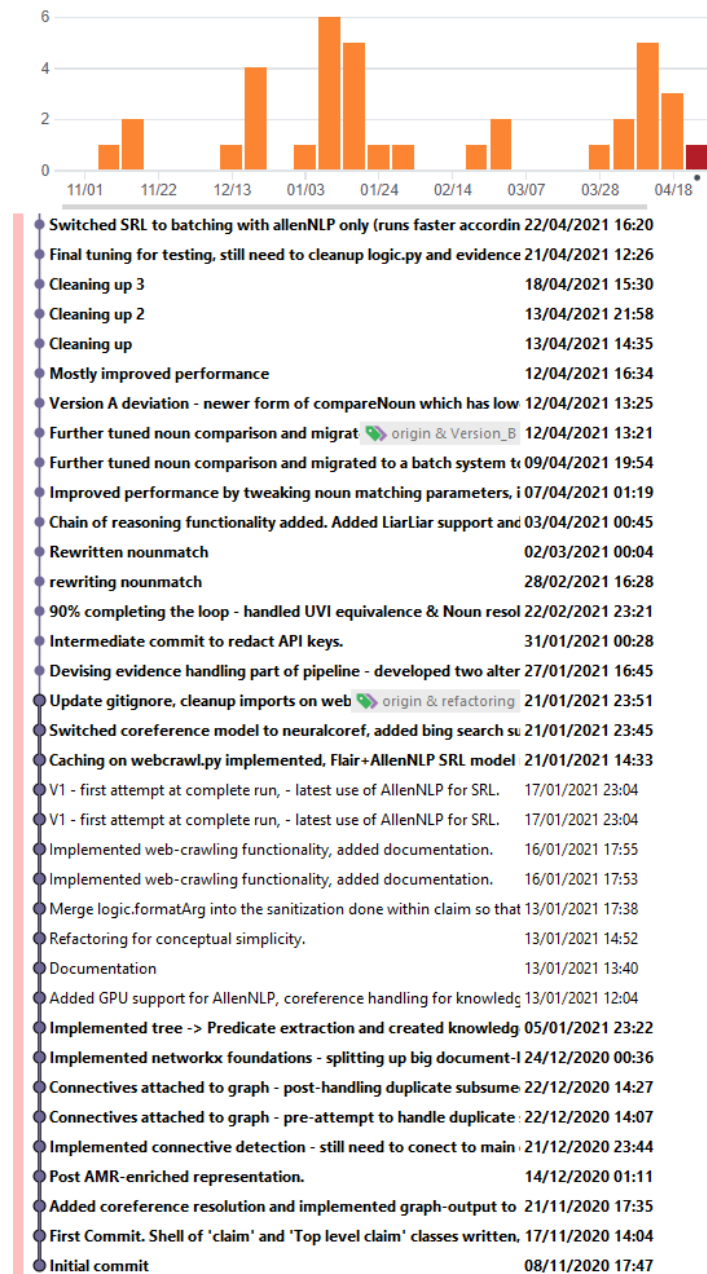 6
4
2
0
11/01 11/22 12/13 01/03 01/24 02/14 03/07 03/28 04/18
Switched SRL to batching with allenNLP only (runs faster accordin 22/04/2021 16:20
Final tuning for testing, still need to cleanup logic.py and evidence 21/04/2021 12:26
Cleaning up 3 18/04/2021 15:30
Cleaning up 2 13/04/2021 21:58
Cleaning up 13/04/2021 14:35
Mostly improved performance 12/04/2021 16:34
Version A deviation - newer form of compareNoun which has low 12/04/2021 13:25
Further tuned noun comparison and migrat origin & Version_B 12/04/2021 13:21
Further tuned noun comparison and migrated to a batch system t 09/04/2021 19:54
Improved performance by tweaking noun matching parameters, i 07/04/2021 01:19
Chain of reasoning functionality added. Added LiarLiar support and 03/04/2021 00:45
Rewritten nounmatch 02/03/2021 00:04
rewriting nounmatch 28/02/2021 16:28
90% completing the loop - handled UVI equivalence & Noun resol 22/02/2021 23:21
Intermediate commit to redact API keys. 31/01/2021 00:28
Devising evidence handling part of pipeline - developed two alter 27/01/2021 16:45
Update gitignore, cleanup imports on web origin & refactoring 21/01/2021 23:51
Switched coreference model to neuralcoref, added bing search su 21/01/2021 23:45
Caching on webcrawl.py implemented, Flair+AllenNLP SRL model 21/01/2021 14:33
V1 - first attempt at complete run, - latest use of AllenNLP for SRL. 17/01/2021 23:04
V1 - first attempt at complete run, - latest use of AllenNLP for SRL. 17/01/2021 23:04
Implemented web-crawling functionality, added documentation. 16/01/2021 17:55
Implemented web-crawling functionality, added documentation. 16/01/2021 17:53
Merge logic.formatArg into the sanitization done within claim so that 13/01/2021 17:38
Refactoring for conceptual simplicity. 13/01/2021 14:52
Documentation 13/01/2021 13:40
Added GPU support for AllenNLP, coreference handling for knowledg 13/01/2021 12:04
Implemented tree -> Predicate extraction and created knowledg 05/01/2021 23:22
Implemented networkx foundations - splitting up big document-l 24/12/2020 00:36
Connectives attached to graph - post-handling duplicate subsume 22/12/2020 14:27
Connectives attached to graph - pre-attempt to handle duplicate 22/12/2020 14:07
Implemented connective detection - still need to conect to main 21/12/2020 23:44
Post AMR-enriched representation. 14/12/2020 01:11
Added coreference resolution and implemented graph-output to 21/11/2020 17:35
First Commit. Shell of 'claim' and 'Top level claim' classes written, 17/11/2020 14:04
Initial commit 08/11/2020 17:47